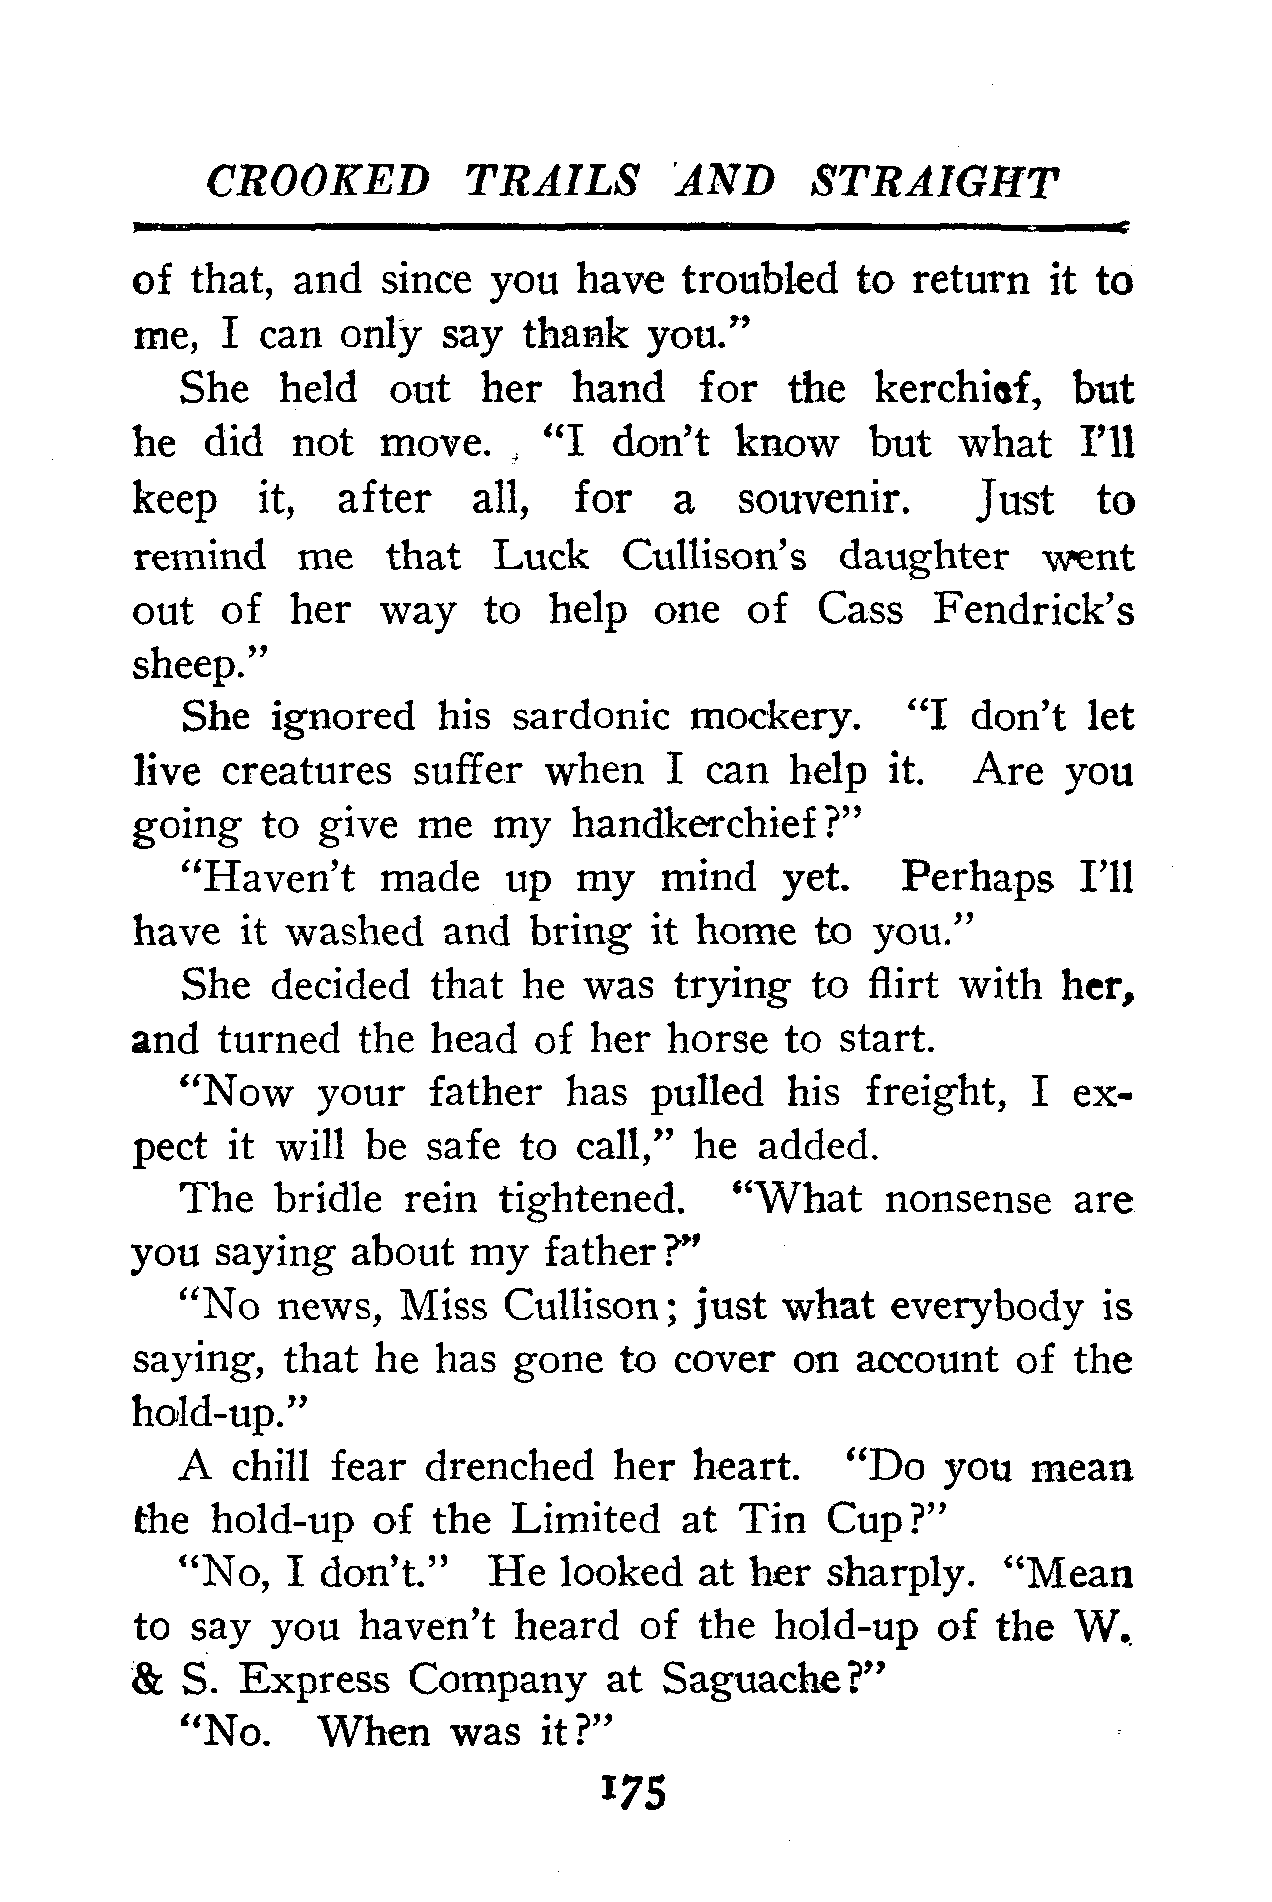 CROOKED TRAILS AND STRAIGHT
of that, and since you have troubled to return it to
me, I can only say thank you.”
She held out her hand for the kerchief, but
he did not move. “I don’t know but what I’ll
keep it, after all, for a souvenir. Just to
remind me that Luck Cullison’s daughter went
out of her way to help one of Cass Fendrick’s
sheep.”
She ignored his sardonic mockery. “I don’t let
live creatures suffer when I can help it. Are you
going to give me my handkerchief?”
“Haven’t made up my mind yet. Perhaps I’ll
have it washed and bring it home to you.”
She decided that he was trying to flirt with her,
and turned the head of her horse to start.
“Now your father has pulled his freight, I ex-
pect it will be safe to call,” he added.
The bridle rein tightened. “What nonsense are
you saying about my father?”
“No news, Miss Cullison; just what everybody is
saying, that he has gone to cover on account of the
hold-up.”
A chill fear drenched her heart. “Do you mean
the hold-up of the Limited at Tin Cup?”
“No, I don’t.” He looked at her sharply. “Mean
to say you haven’t heard of the hold-up of the W.
& S. Express Company at Saguache?”
“No. When was it?”
175